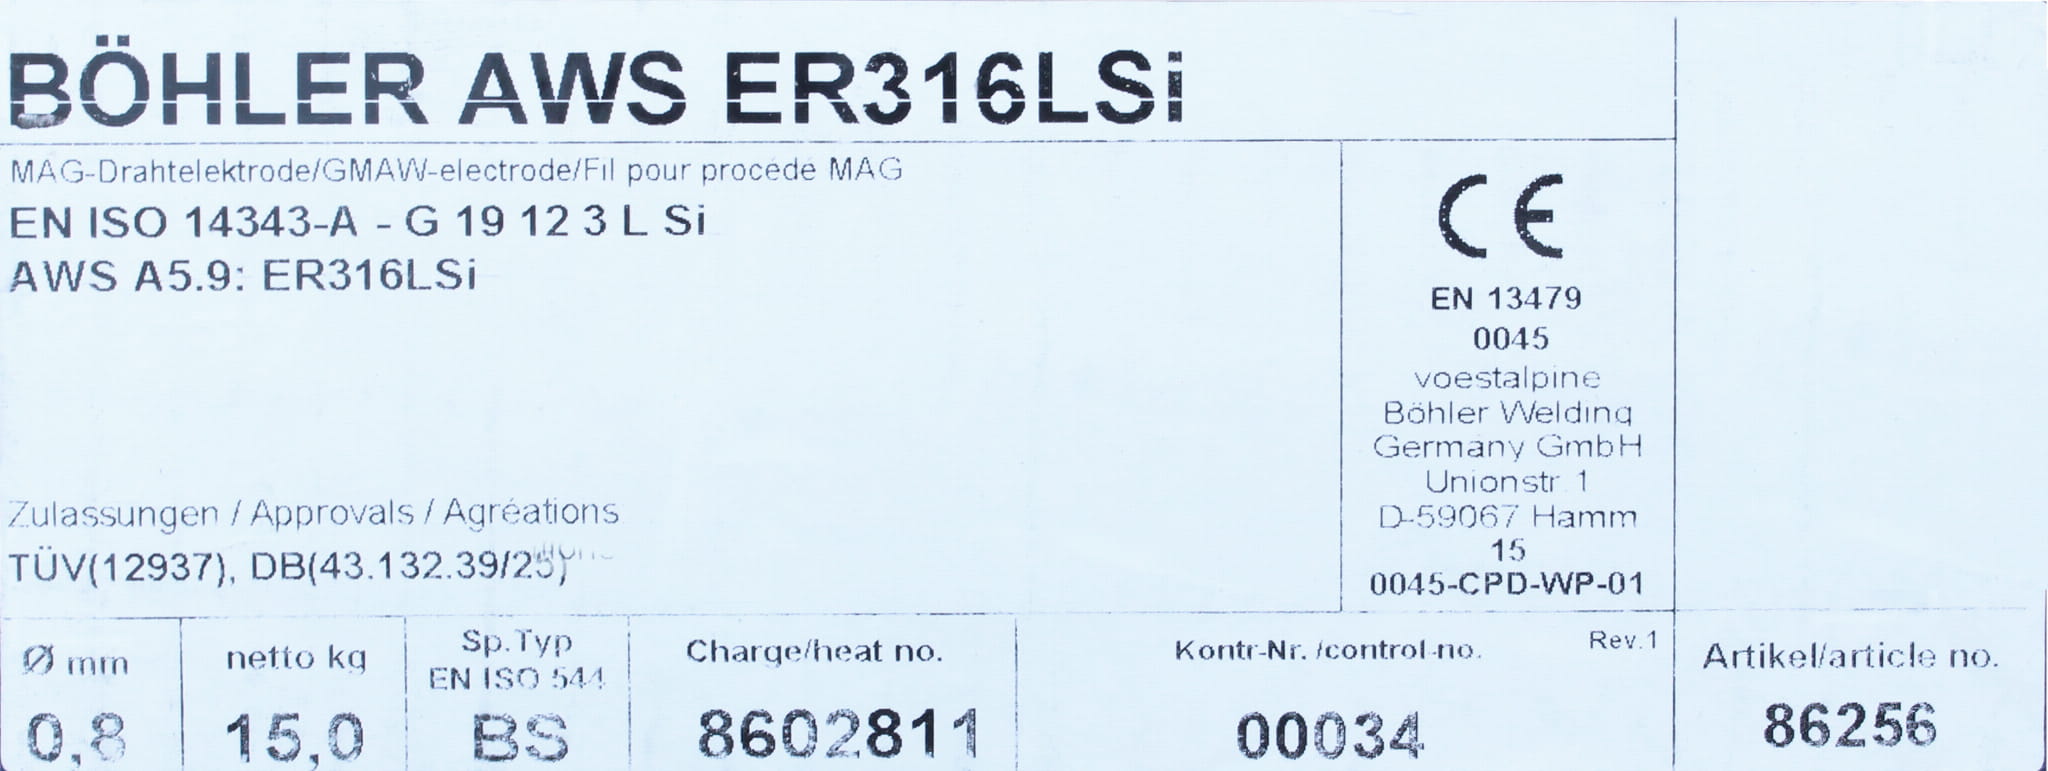 BÖHLER AWS ER316LSi
MAG-Drahtelektrode/GMAW-electrode/Fil pour procédé MAG
EN ISO 14343-A - G 19 12 3 L Si
AWS A5.9: ER316LSi
CE
EN 13479
0045
voestalpine
Böhler Welding
Germany GmbH
Unionstr. 1
D-59067 Hamm
15
0045-CPD-WP-01
Zulassungen / Approvals / Agréations
TÜV(12937), DB(43.132.39/25)
Ø mm
0,8
netto kg
15,0
Sp.Typ
EN ISO 544
BS
Charge/heat no.
8602811
Kontr-Nr. /control-no.
Rev.1
00034
Artikel/article no.
86256